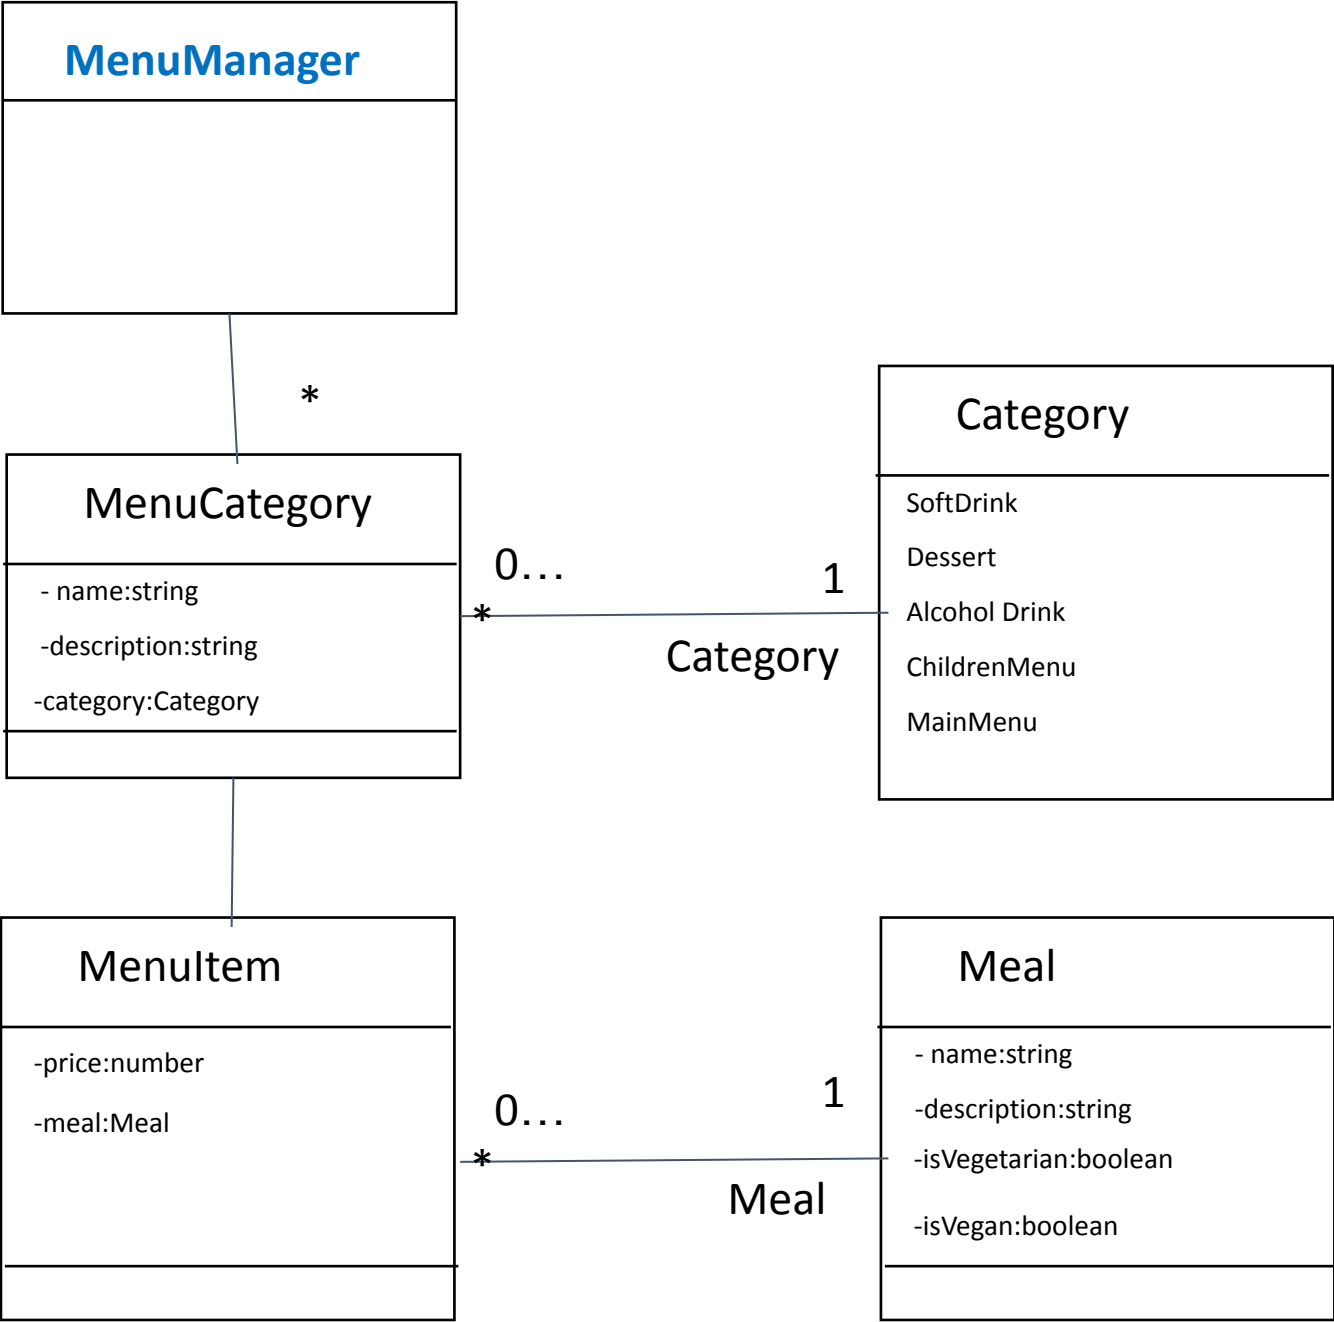 MenuManager
*
MenuCategory
- name:string
-description:string
-category:Category
0...
*
1
Category
Category
SoftDrink
Dessert
Alcohol Drink
ChildrenMenu
MainMenu
MenuItem
-price:number
-meal:Meal
0...
*
1
Meal
Meal
- name:string
-description:string
-isVegetarian:boolean
-isVegan:boolean